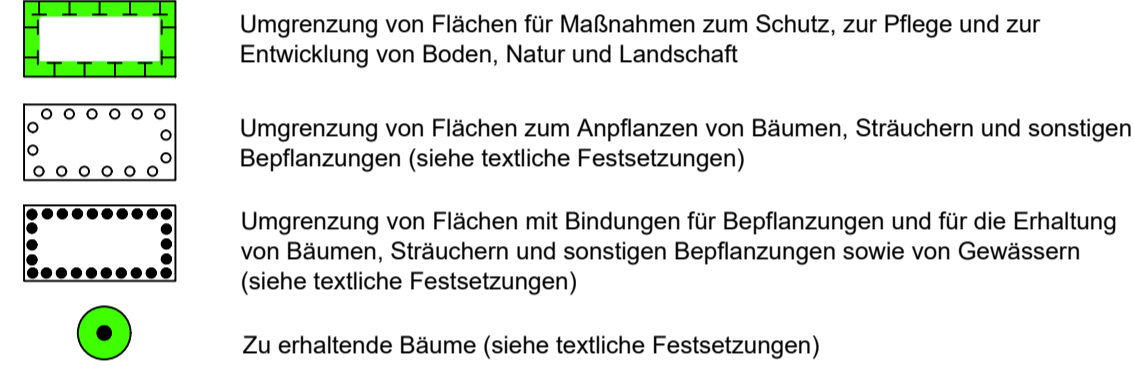 Umgrenzung von Flächen für Maßnahmen zum Schutz, zur Pflege und zur
Entwicklung von Boden, Natur und Landschaft
Umgrenzung von Flächen zum Anpflanzen von Bäumen, Sträuchern und sonstigen
Bepflanzungen (siehe textliche Festsetzungen)
Umgrenzung von Flächen mit Bindungen für Bepflanzungen und für die Erhaltung
von Bäumen, Sträuchern und sonstigen Bepflanzungen sowie von Gewässern
(siehe textliche Festsetzungen)
Zu erhaltende Bäume (siehe textliche Festsetzungen)